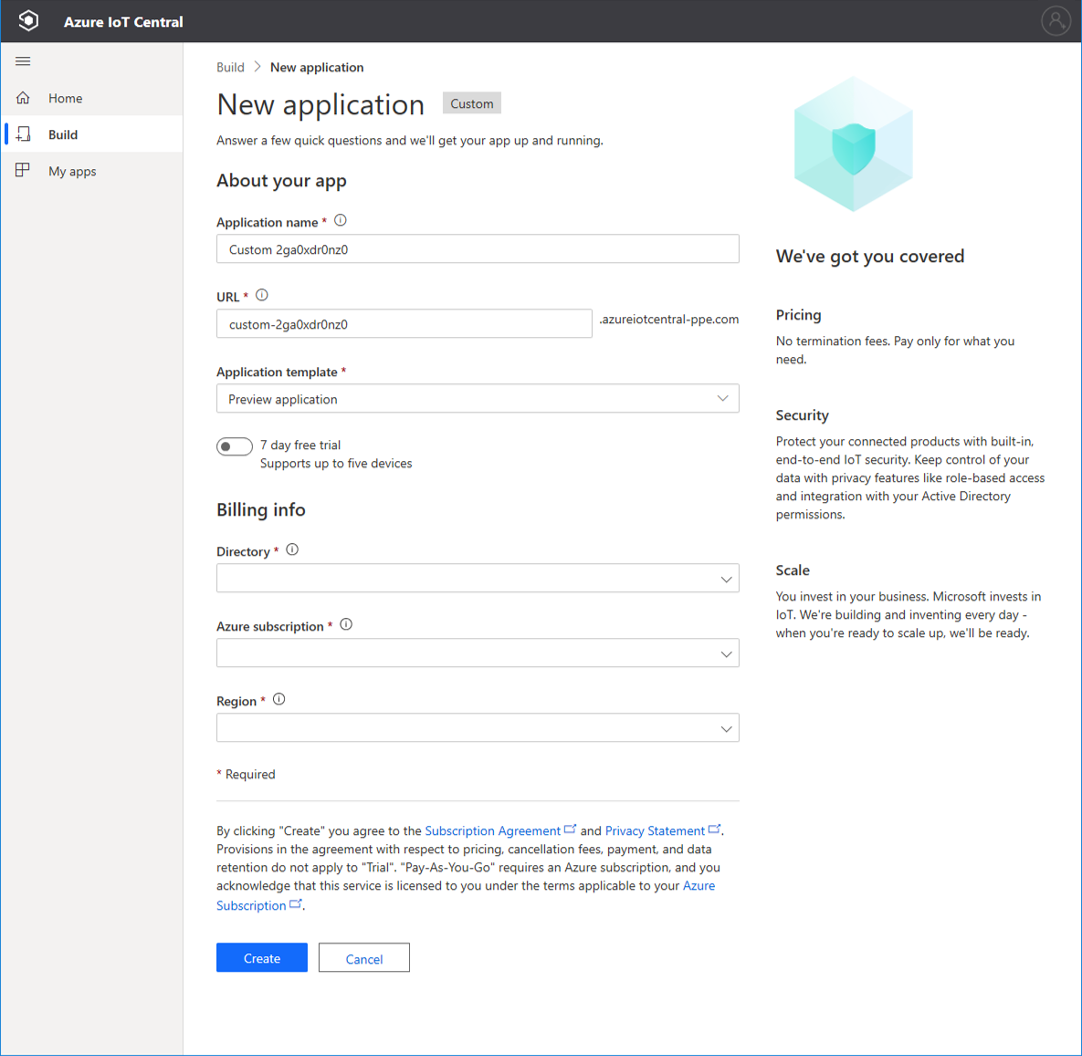 Azure IoT Central
Home
Build
My apps
Build > New application
New application Custom
Answer a few quick questions and we'll get your app up and running.
About your app
Application name *
Custom 2ga0xdr0nz0
URL *
custom-2ga0xdr0nz0 .azureiotcentral-ppe.com
Application template *
Preview application
7 day free trial
Supports up to five devices
Billing info
Directory *
Azure subscription *
Region *
* Required
By clicking "Create" you agree to the Subscription Agreement and Privacy Statement.
Provisions in the agreement with respect to pricing, cancellation fees, payment, and data
retention do not apply to "Trial". "Pay-As-You-Go" requires an Azure subscription, and you
acknowledge that this service is licensed to you under the terms applicable to your Azure
Subscription.
Create Cancel
We've got you covered
Pricing
No termination fees. Pay only for what you
need.
Security
Protect your connected products with built-in,
end-to-end IoT security. Keep control of your
data with privacy features like role-based access
and integration with your Active Directory
permissions.
Scale
You invest in your business. Microsoft invests in
IoT. We're building and inventing every day -
when you're ready to scale up, we'll be ready.